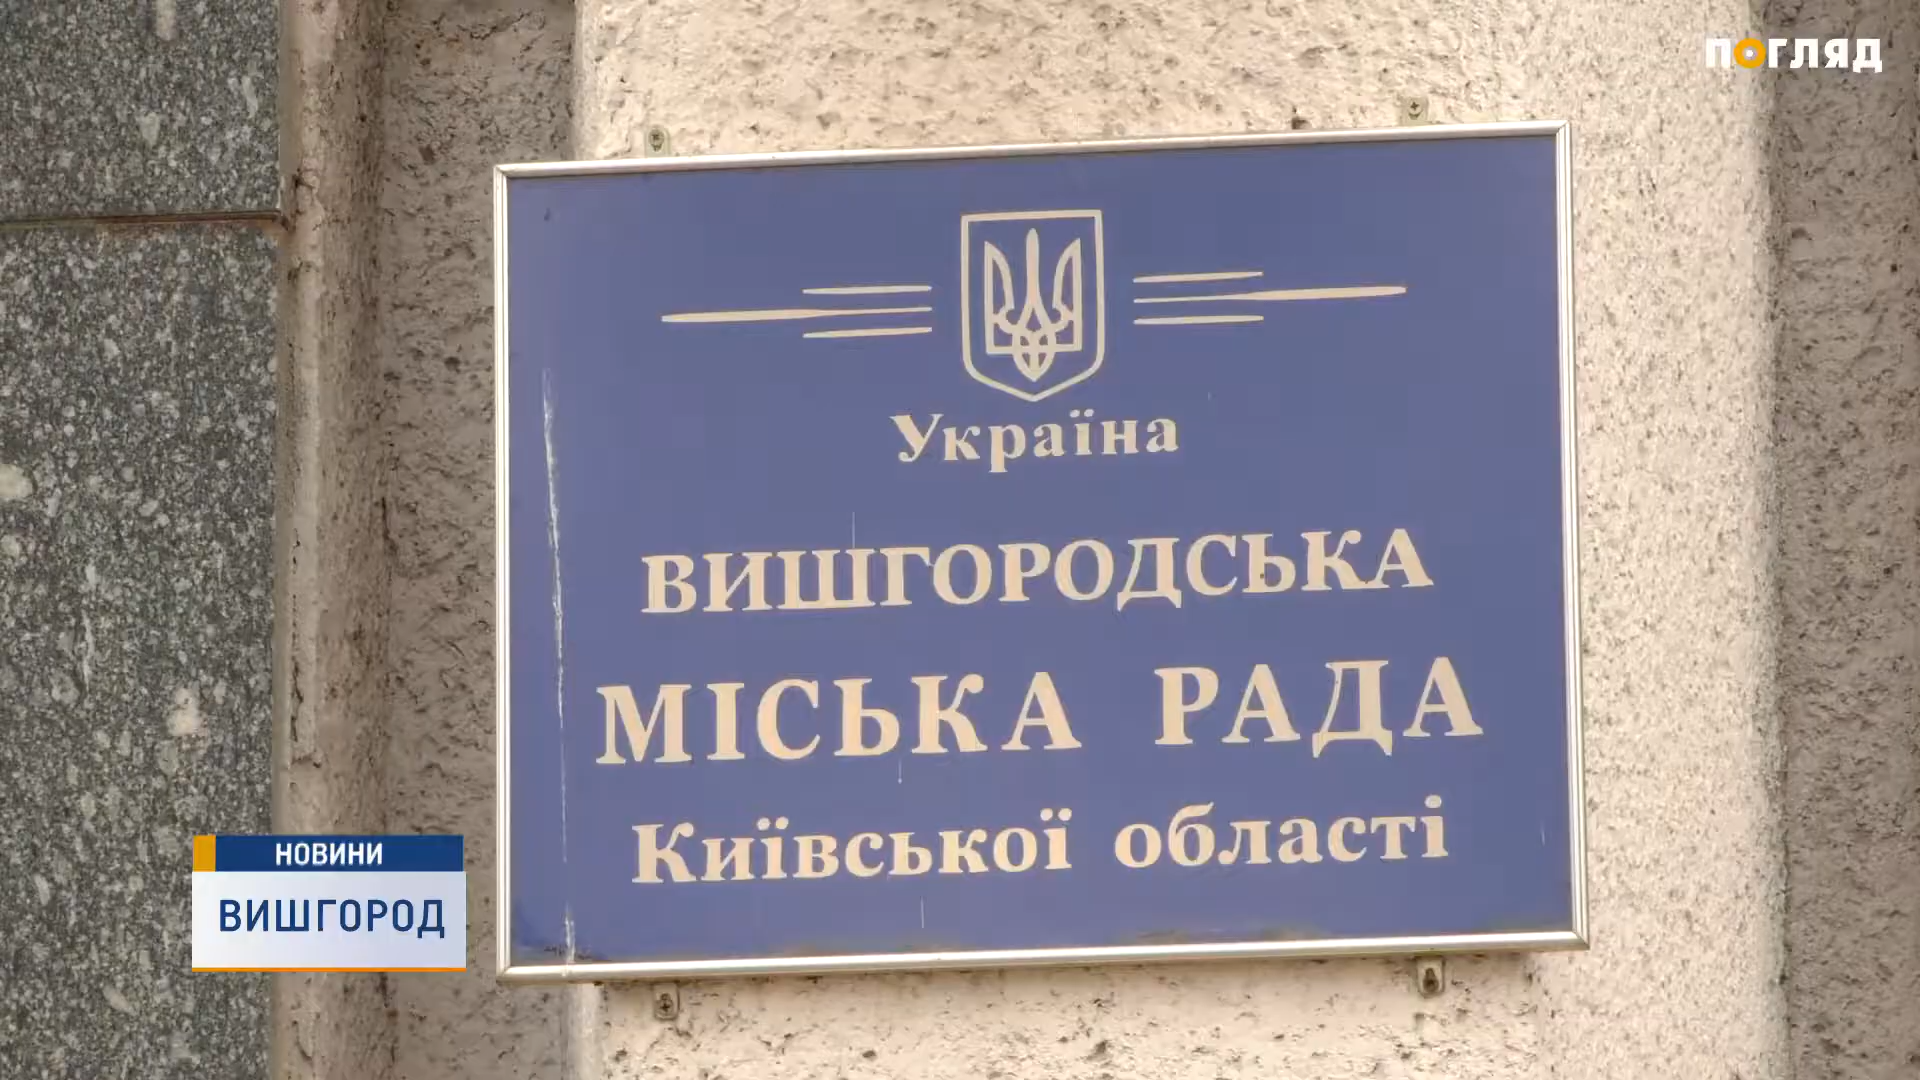 ПОГЛЯД
Україна
ВИШГОРОДСЬКА
МІСЬКА РАДА
Київської області
НОВИНИ
ВИШГОРОД